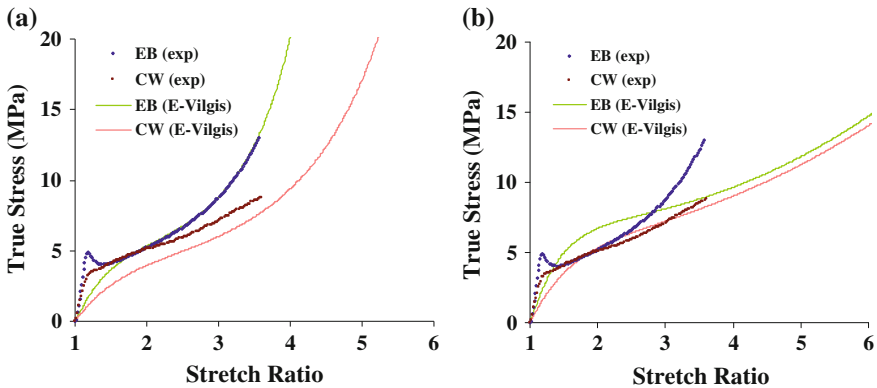 (a)
20
15
10
5
0
True Stress (MPa)
EB (exp)
CW (exp)
EB (E-Vilgis)
CW (E-Vilgis)
1 2 3 4 5 6
Stretch Ratio
(b)
20
15
10
5
0
True Stress (MPa)
EB (exp)
CW (exp)
EB (E-Vilgis)
CW (E-Vilgis)
1 2 3 4 5 6
Stretch Ratio